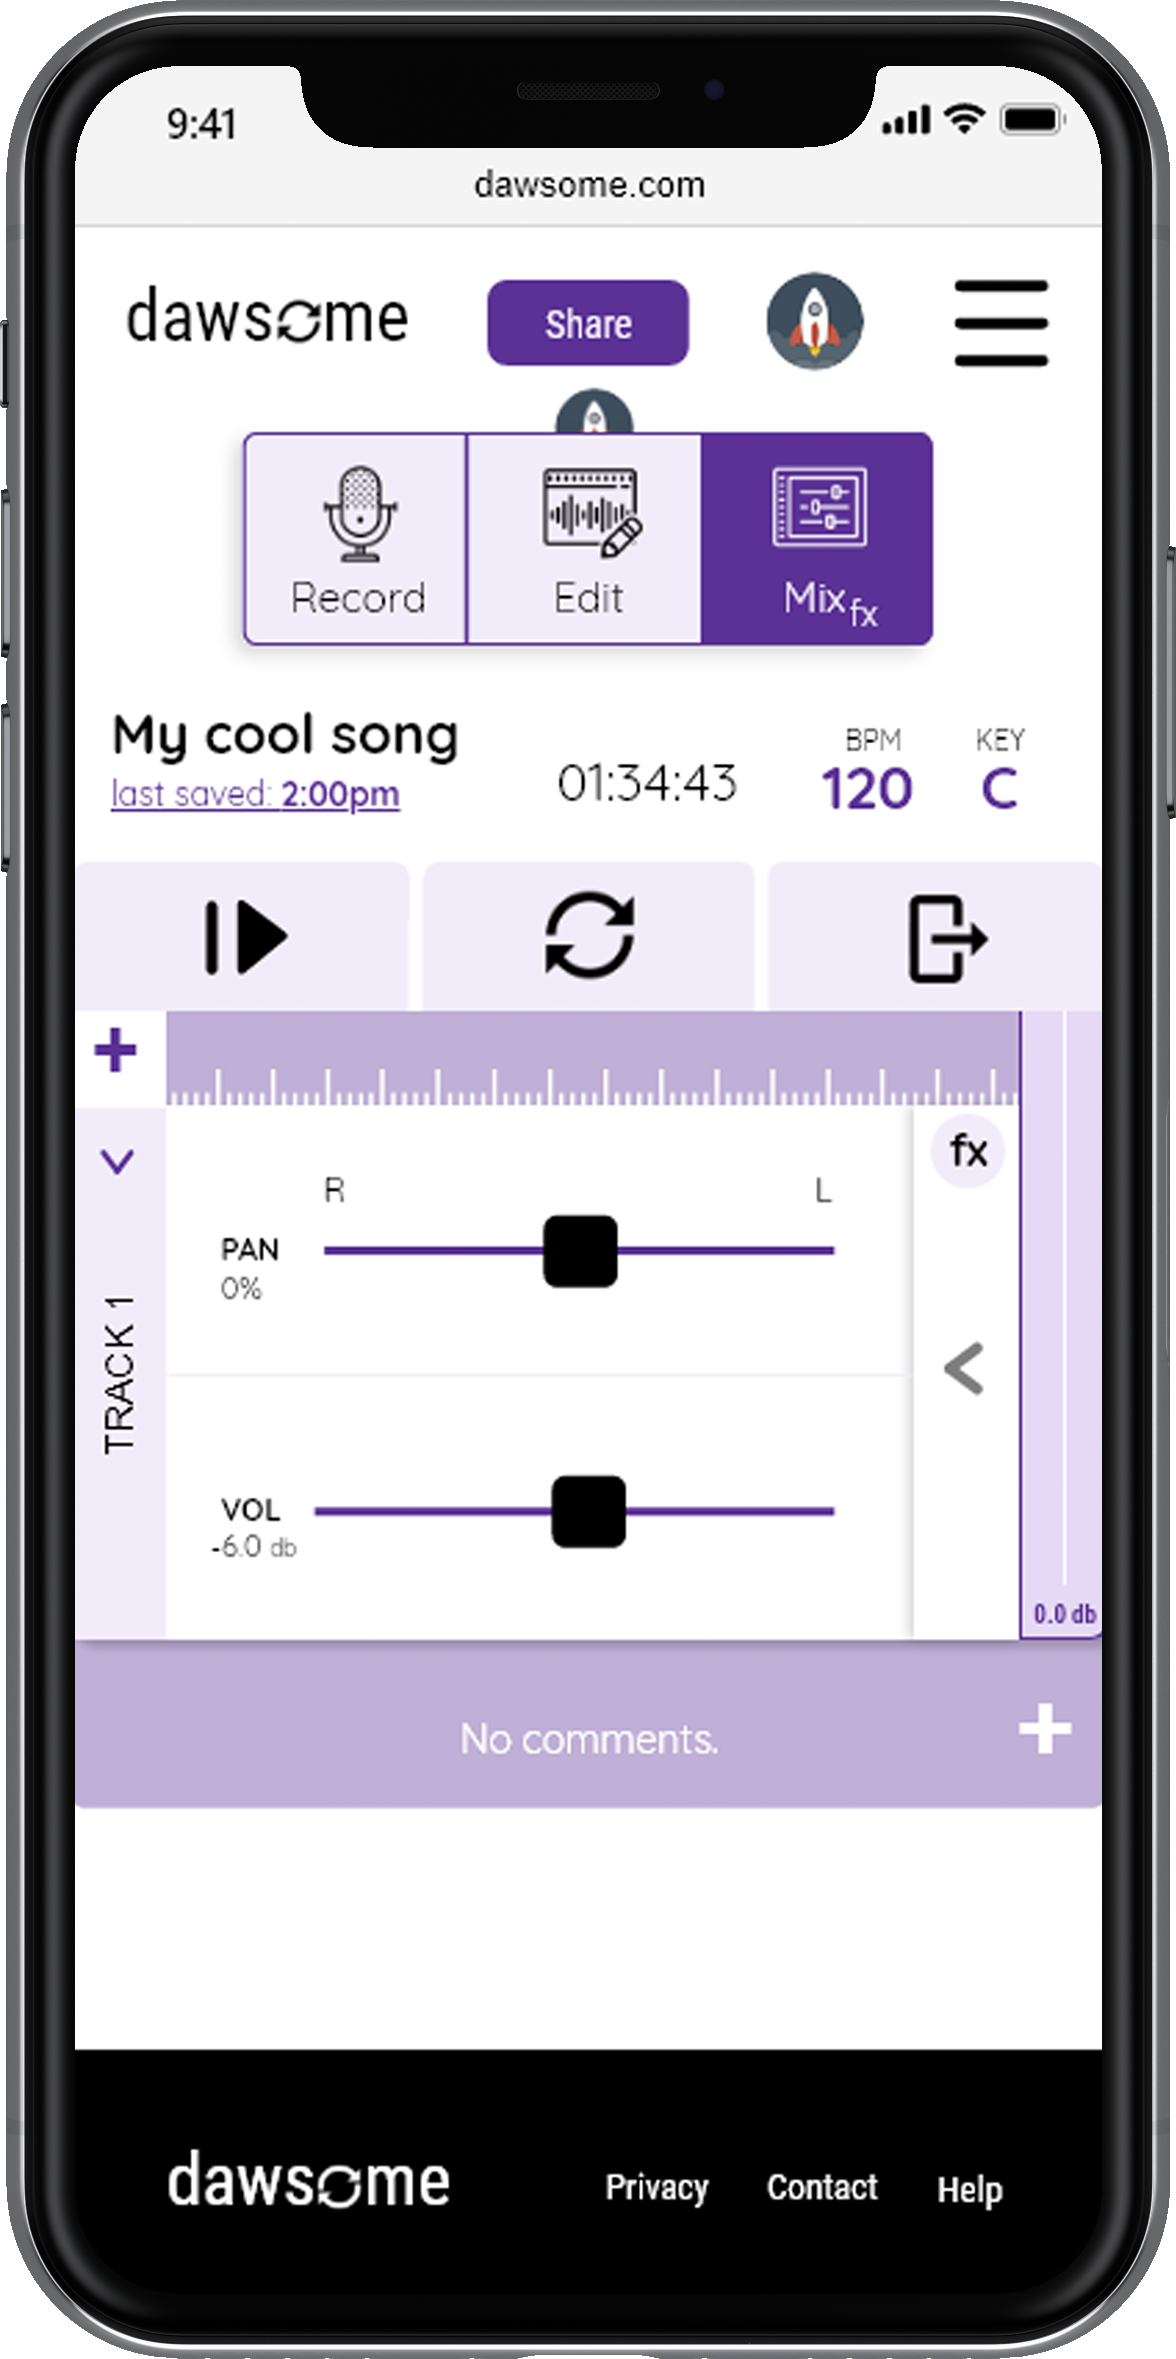 9:41
dawsome.com
dawsome
Share
Record
Edit
Mix fx
My cool song
last saved: 2:00pm
01:34:43
BPM
120
KEY
C
fx
R
L
PAN
0%
TRACK 1
VOL
-6.0 db
0.0 db
No comments.
dawsome
Privacy
Contact
Help